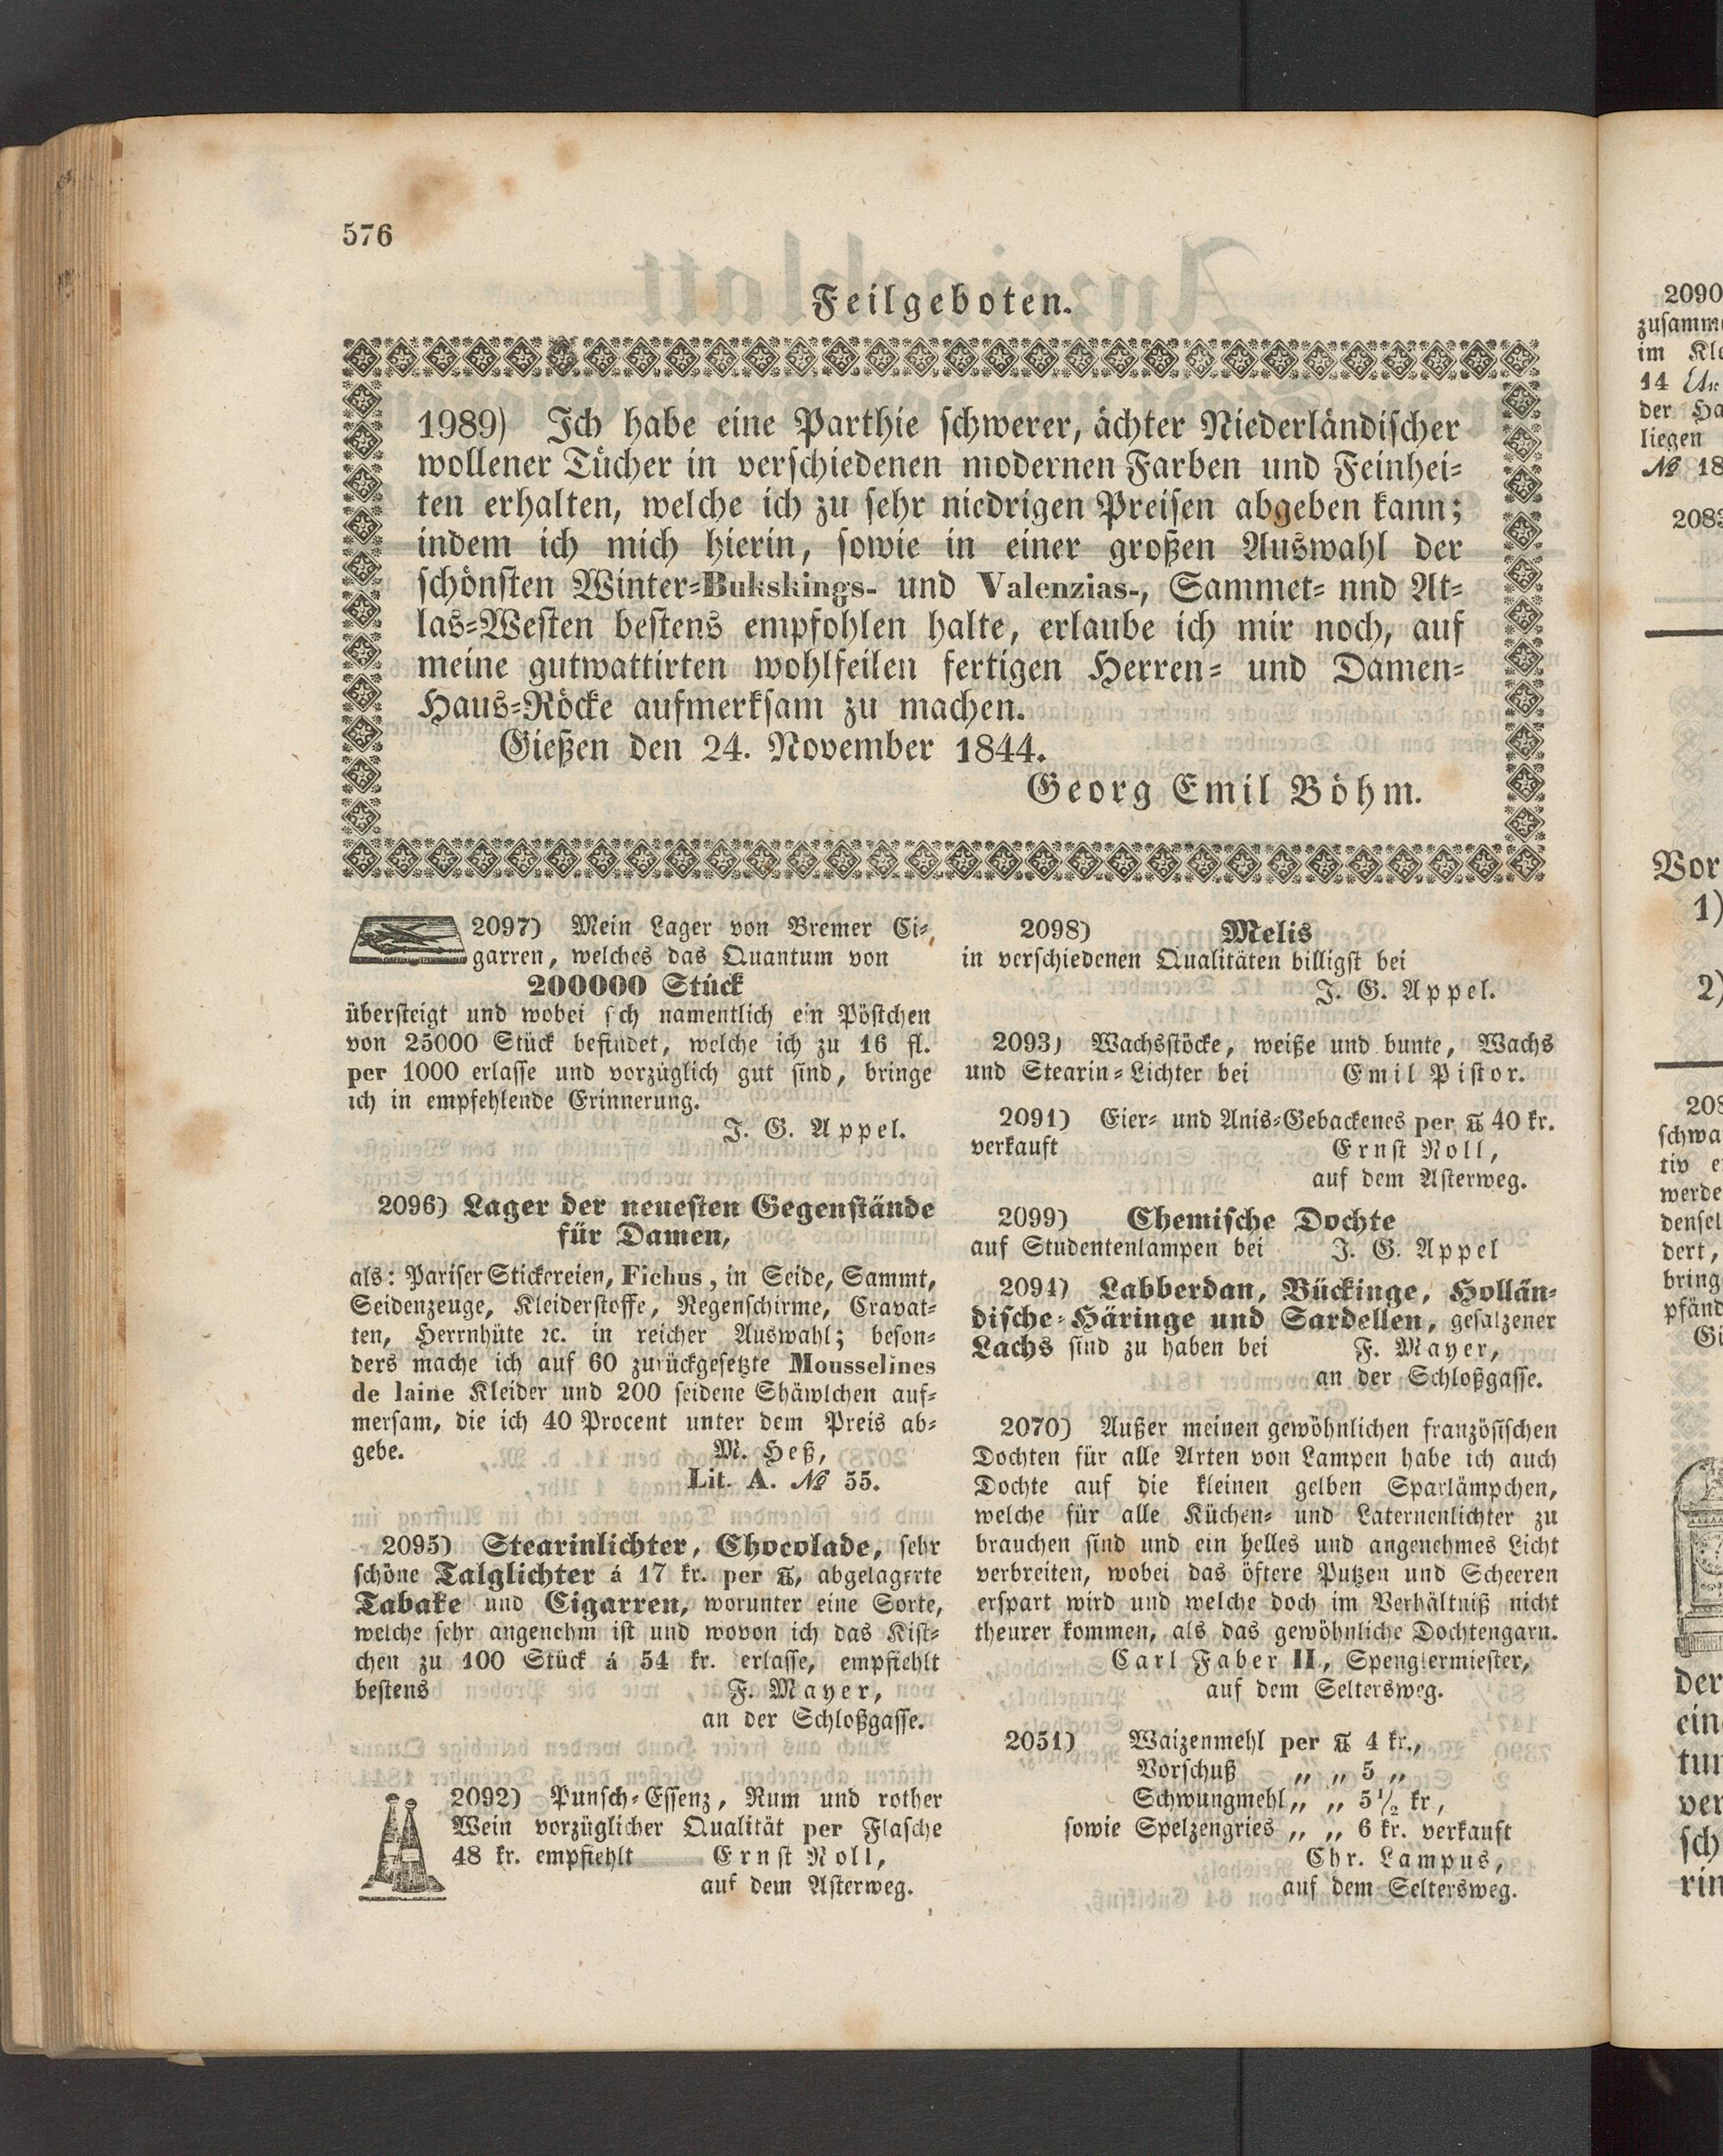 576
Feilgeboten.
1989) Ich habe eine Parthie schwerer, ächter Niederländischer
wollener Tücher in verschiedenen modernen Farben und Feinhei-
ten erhalten, welche ich zu sehr niedrigen Preisen abgeben kann;
indem ich mich hierin, sowie in einer großen Auswahl der
schönsten Winter-Bukskings- und Valenzias-, Sammet- nnd At-
las-Westen bestens empfohlen halte, erlaube ich mir noch, auf
meine gutwattirten wohlfeilen fertigen Herren- und Damen-
Haus-Röcke aufmerksam zu machen.
Gießen den 24. November 1844.
Georg Emil Böhm.
2097) Mein Lager von Bremer Ci-
garren, welches das Quantum von
200000 Stück
übersteigt und wobei sich namentlich ein Pöstchen
von 25000 Stück befindet, welche ich zu 16 fl.
per 1000 erlasse und vorzüglich gut sind, bringe
ich in empfehlende Erinnerung.
J. G. Appel.
2096) Lager der neuesten Gegenstände
für Damen,
als: Pariser Stickereien, Fichus, in Seide, Sammt,
Seidenzeuge, Kleiderstoffe, Regenschirme, Cravat-
ten, Herrnhüte ꝛc. in reicher Auswahl; beson-
ders mache ich auf 60 zurückgesetzte Mousselines
de laine Kleider und 200 seidene Shäwlchen auf-
mersam, die ich 40 Procent unter dem Preis ab-
gebe. M. Heß,
Lit. A. № 55.
2095) Stearinlichter, Chocolade, sehr
schöne Talglichter á 17 kr. per ℔, abgelagerte
Tabake und Cigarren, worunter eine Sorte,
welche sehr angenehm ist und wovon ich das Kist-
chen zu 100 Stück á 54 kr. erlasse, empfiehlt
bestens F. Mayer,
an der Schloßgasse.
2092) Punsch-Essenz, Rum und rother
Wein vorzüglicher Qualität per Flasche
48 kr. empfiehlt Ernst Noll,
auf dem Asterweg.
2098) Melis
in verschiedenen Qualitäten billigst bei
J. G. Appel.
2093) Wachsstöcke, weiße und bunte, Wachs
und Stearin-Lichter bei Emil Pistor.
2091) Eier- und Anis-Gebackenes per ℔ 40 kr.
verkauft Ernst Noll,
auf dem Asterweg.
2099) Chemische Dochte
auf Studentenlampen bei J. G. Appel
2094) Labberdan, Bückinge, Hollän-
dische-Häringe und Sardellen, gesalzener
Lachs sind zu haben bei F. Mayer,
an der Schloßgasse.
2070) Außer meinen gewöhnlichen französischen
Dochten für alle Arten von Lampen habe ich auch
Dochte auf die kleinen gelben Sparlämpchen,
welche für alle Küchen- und Laternenlichter zu
brauchen sind und ein helles und angenehmes Licht
verbreiten, wobei das öftere Putzen und Scheeren
erspart wird und welche doch im Verhältniß nicht
theurer kommen, als das gewöhnliche Dochtengarn.
Carl Faber II., Spenglermiester,
auf dem Seltersweg.
2051) Waizenmehl per ℔ 4 kr.,
Vorschuß „ „ 5 „
Schwungmehl „ „ 5½ kr.,
sowie Spelzengries „ „ 6 kr. verkauft
Chr. Lampus,
auf dem Seltersweg.
2090
im
14
der
liegen
№ 18
1)
2)
der